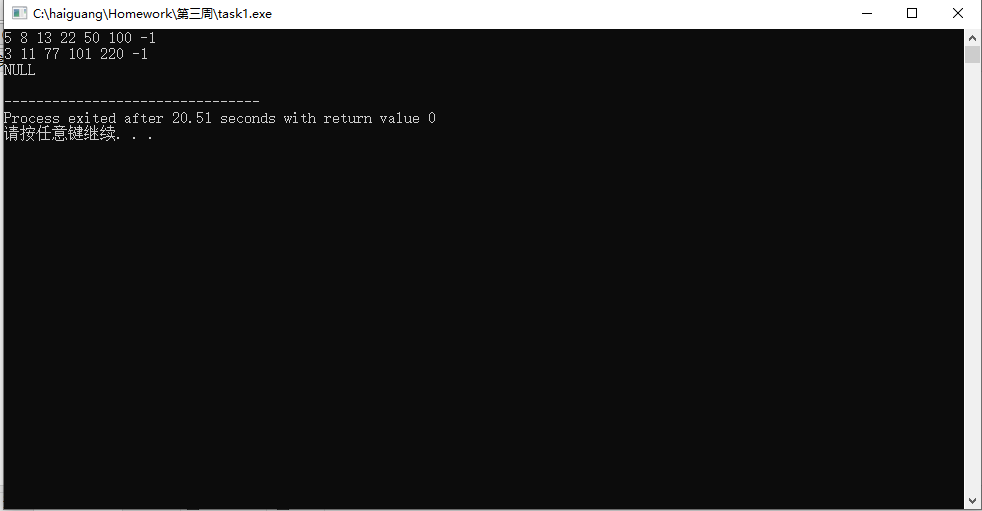 C:\haiguang\Homework\第三周\task1.exe
5 8 13 22 50 100 -1
3 11 77 101 220 -1
NULL
--------------------------------
Process exited after 20.51 seconds with return value 0
请按任意键继续. . .